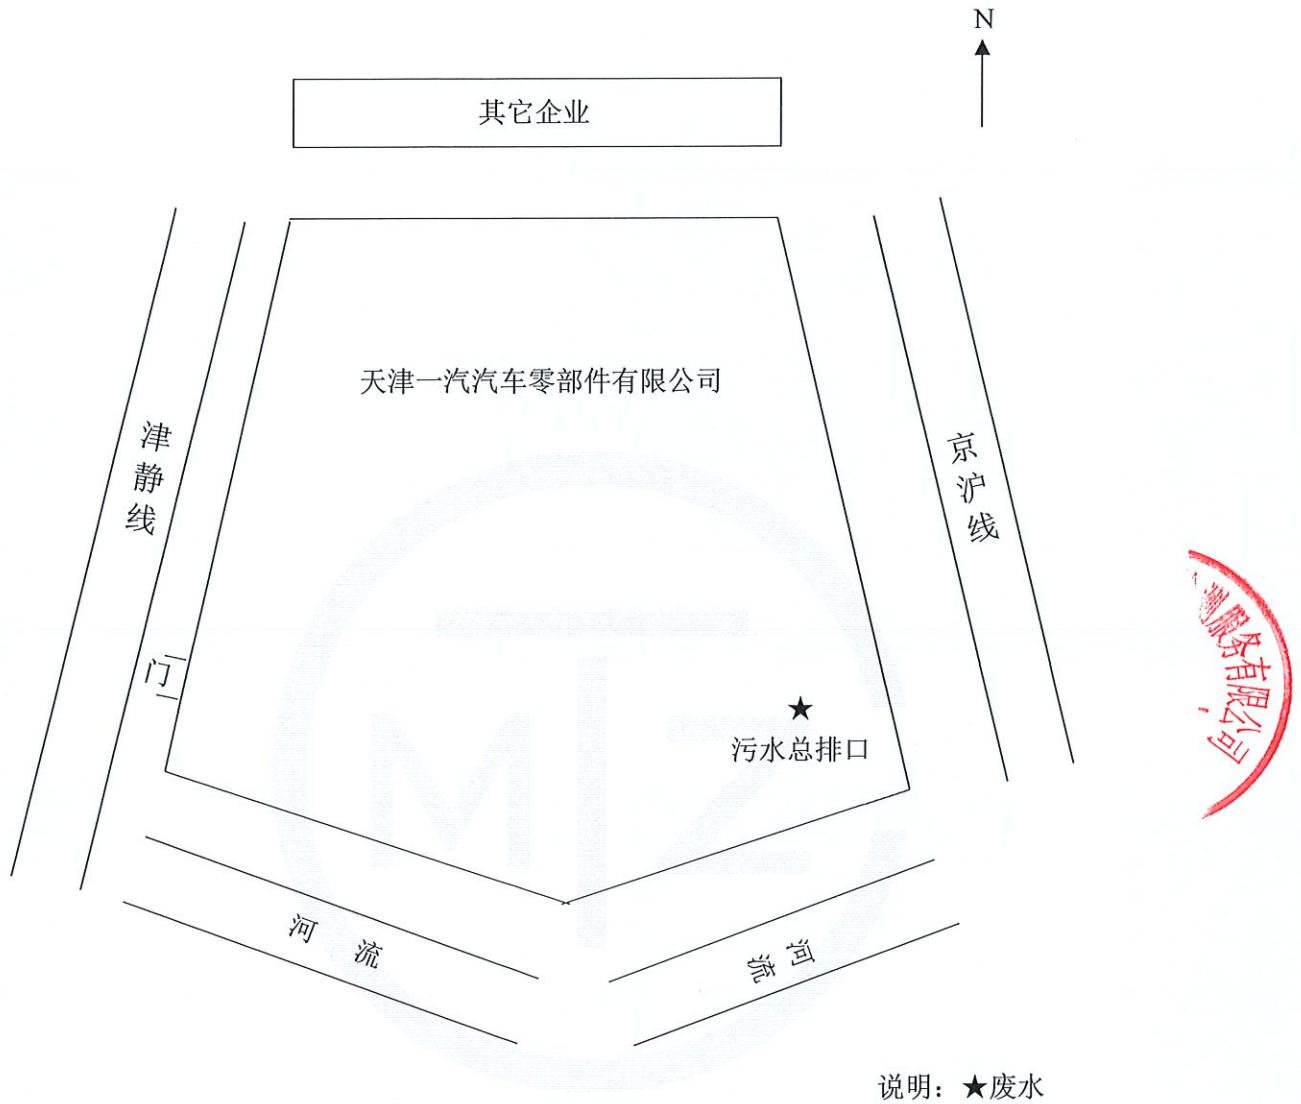 N
其它企业
天津一汽汽车零部件有限公司
津静线
京沪线
门
★
污水总排口
河流
河流
说明：★废水
测服务有限公司
MTZ